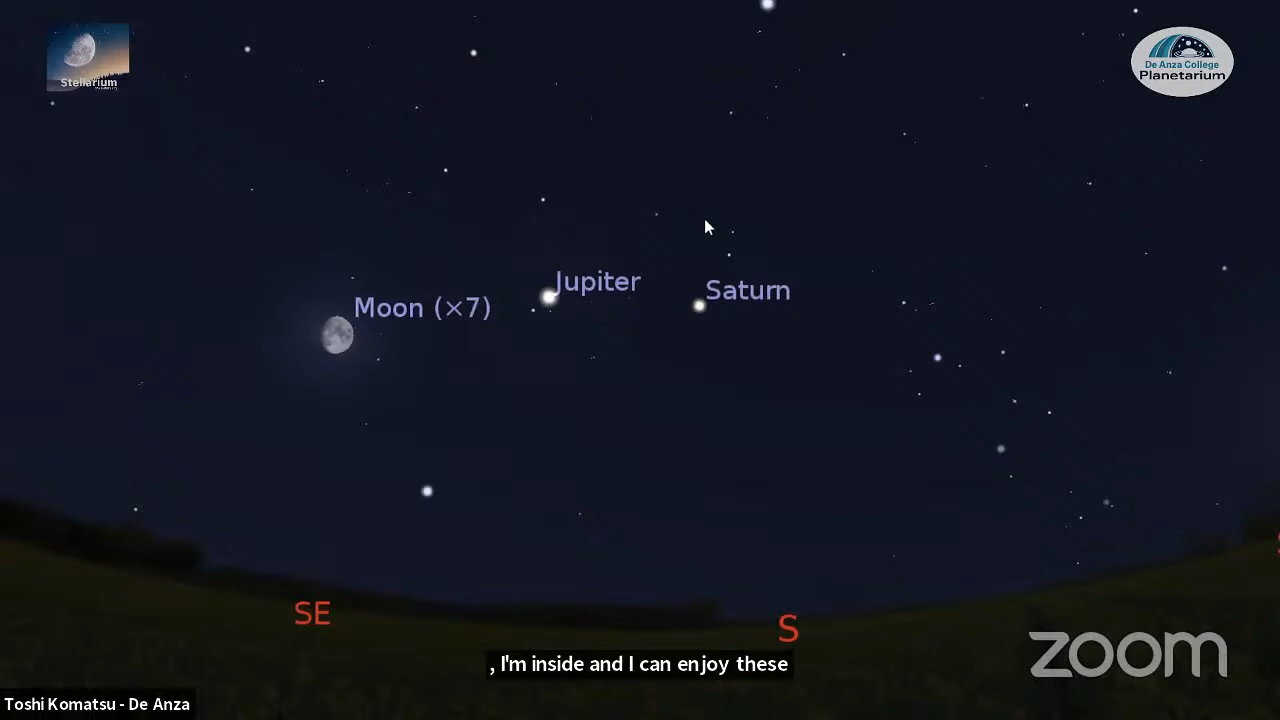 Stellarium
De Anza College
Planetarium
Jupiter
Saturn
Moon (×7)
SE
S
zoom
, I'm inside and I can enjoy these
Toshi Komatsu - De Anza